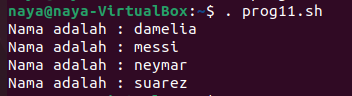 naya@naya-VirtualBox:~$ . prog11.sh
Nama adalah : damelia
Nama adalah : messi
Nama adalah : neymar
Nama adalah : suarez